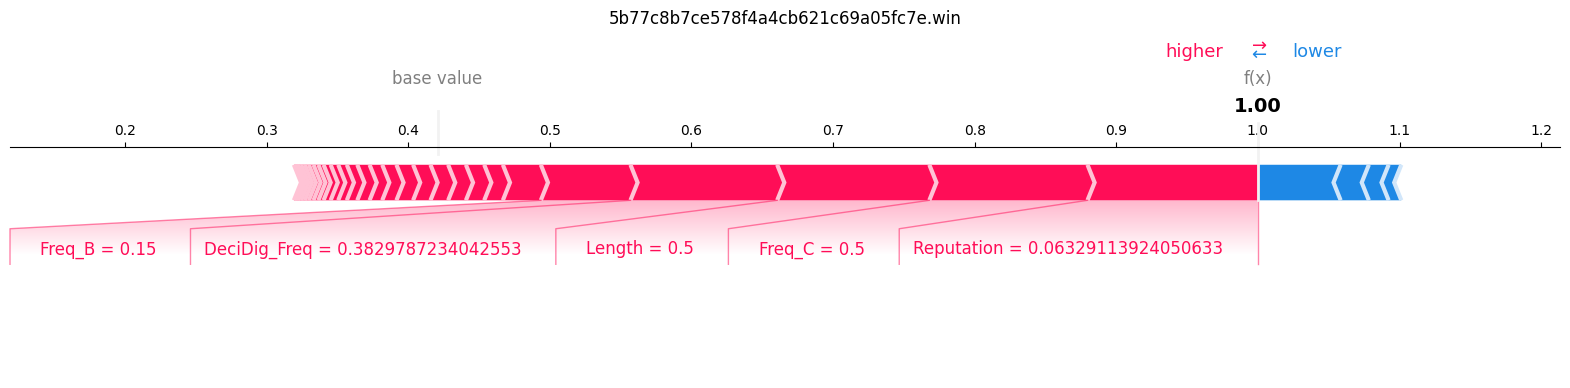 5b77c8b7ce578f4a4cb621c69a05fc7e.win
higher ⇄ lower
base value f(x)
1.00
0.2 0.3 0.4 0.5 0.6 0.7 0.8 0.9 1.0 1.1 1.2
Freq_B = 0.15 DeciDig_Freq = 0.3829787234042553 Length = 0.5 Freq_C = 0.5 Reputation = 0.06329113924050633